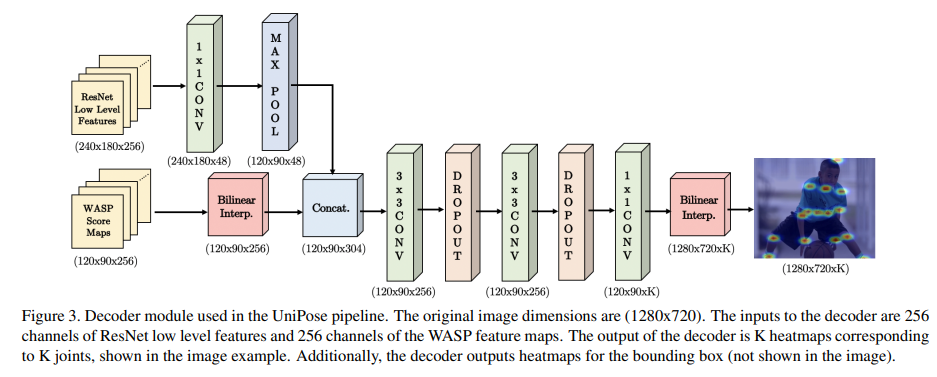 1x1CONV
MAX POOL
ResNet
Low Level
Features
(240x180x256)
(240x180x48)
(120x90x48)
WASP
Score
Maps
(120x90x256)
Bilinear
Interp.
(120x90x256)
Concat.
(120x90x304)
3x3CONV
(120x90x256)
DROPOUT
3x3CONV
(120x90x256)
DROPOUT
1x1CONV
(120x90xK)
Bilinear
Interp.
(1280x720xK)
(1280x720xK)
Figure 3. Decoder module used in the UniPose pipeline. The original image dimensions are (1280x720). The inputs to the decoder are 256
channels of ResNet low level features and 256 channels of the WASP feature maps. The output of the decoder is K heatmaps corresponding
to K joints, shown in the image example. Additionally, the decoder outputs heatmaps for the bounding box (not shown in the image).